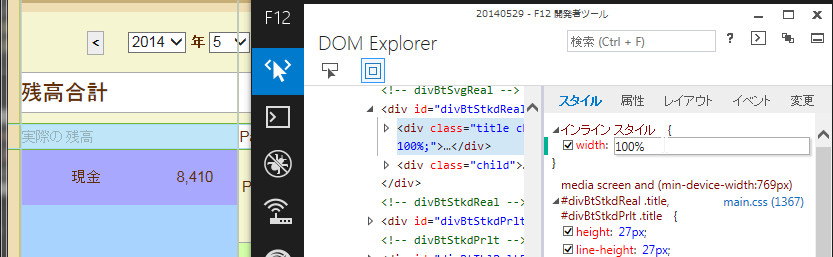 < 2014 年 5
残高合計
実際の 残高 Pa
現金 8,410 P
F12
20140529 - F12 開発者ツール
DOM Explorer
検索 (Ctrl + F)
?
<!-- divBtSvgReal -->
<div id="divBtStkdReal
<div class="title ch
100%;">…</div>
<div class="child">
</div>
<!-- divBtStkdReal -->
<div id="divBtStkdPrlt
<!-- divBtStkdPrlt -->
スタイル 属性 レイアウト イベント 変更
インライン スタイル {
width: 100%
}
media screen and (min-device-width:769px)
#divBtStkdReal .title, main.css (1367)
#divBtStkdPrlt .title {
height: 27px;
line-height: 27px;